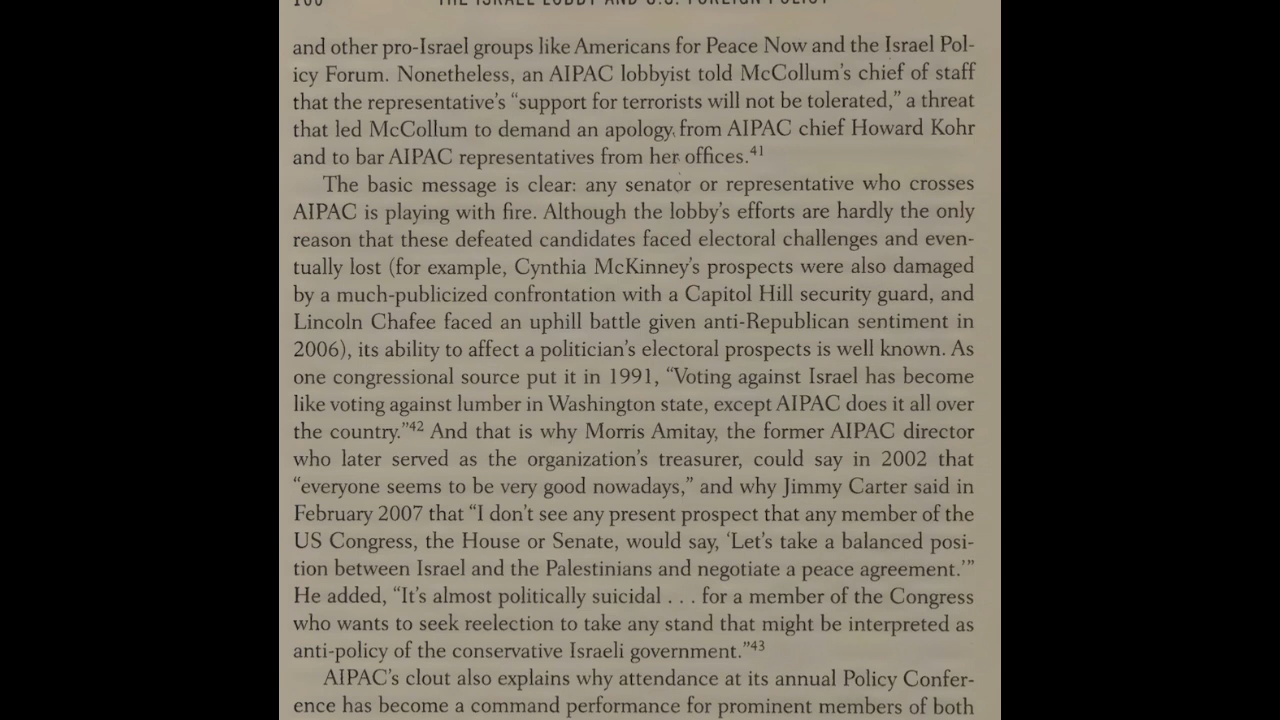 160 THE ISRAEL LOBBY AND U.S. FOREIGN POLICY
and other pro-Israel groups like Americans for Peace Now and the Israel Pol-
icy Forum. Nonetheless, an AIPAC lobbyist told McCollum's chief of staff
that the representative's “support for terrorists will not be tolerated,” a threat
that led McCollum to demand an apology from AIPAC chief Howard Kohr
and to bar AIPAC representatives from her offices.41
The basic message is clear: any senator or representative who crosses
AIPAC is playing with fire. Although the lobby's efforts are hardly the only
reason that these defeated candidates faced electoral challenges and even-
tually lost (for example, Cynthia McKinney's prospects were also damaged
by a much-publicized confrontation with a Capitol Hill security guard, and
Lincoln Chafee faced an uphill battle given anti-Republican sentiment in
2006), its ability to affect a politician's electoral prospects is well known. As
one congressional source put it in 1991, “Voting against Israel has become
like voting against lumber in Washington state, except AIPAC does it all over
the country.”42 And that is why Morris Amitay, the former AIPAC director
who later served as the organization's treasurer, could say in 2002 that
“everyone seems to be very good nowadays,” and why Jimmy Carter said in
February 2007 that “I don't see any present prospect that any member of the
US Congress, the House or Senate, would say, ‘Let's take a balanced posi-
tion between Israel and the Palestinians and negotiate a peace agreement.’”
He added, “It's almost politically suicidal . . . for a member of the Congress
who wants to seek reelection to take any stand that might be interpreted as
anti-policy of the conservative Israeli government.”43
AIPAC's clout also explains why attendance at its annual Policy Confer-
ence has become a command performance for prominent members of both